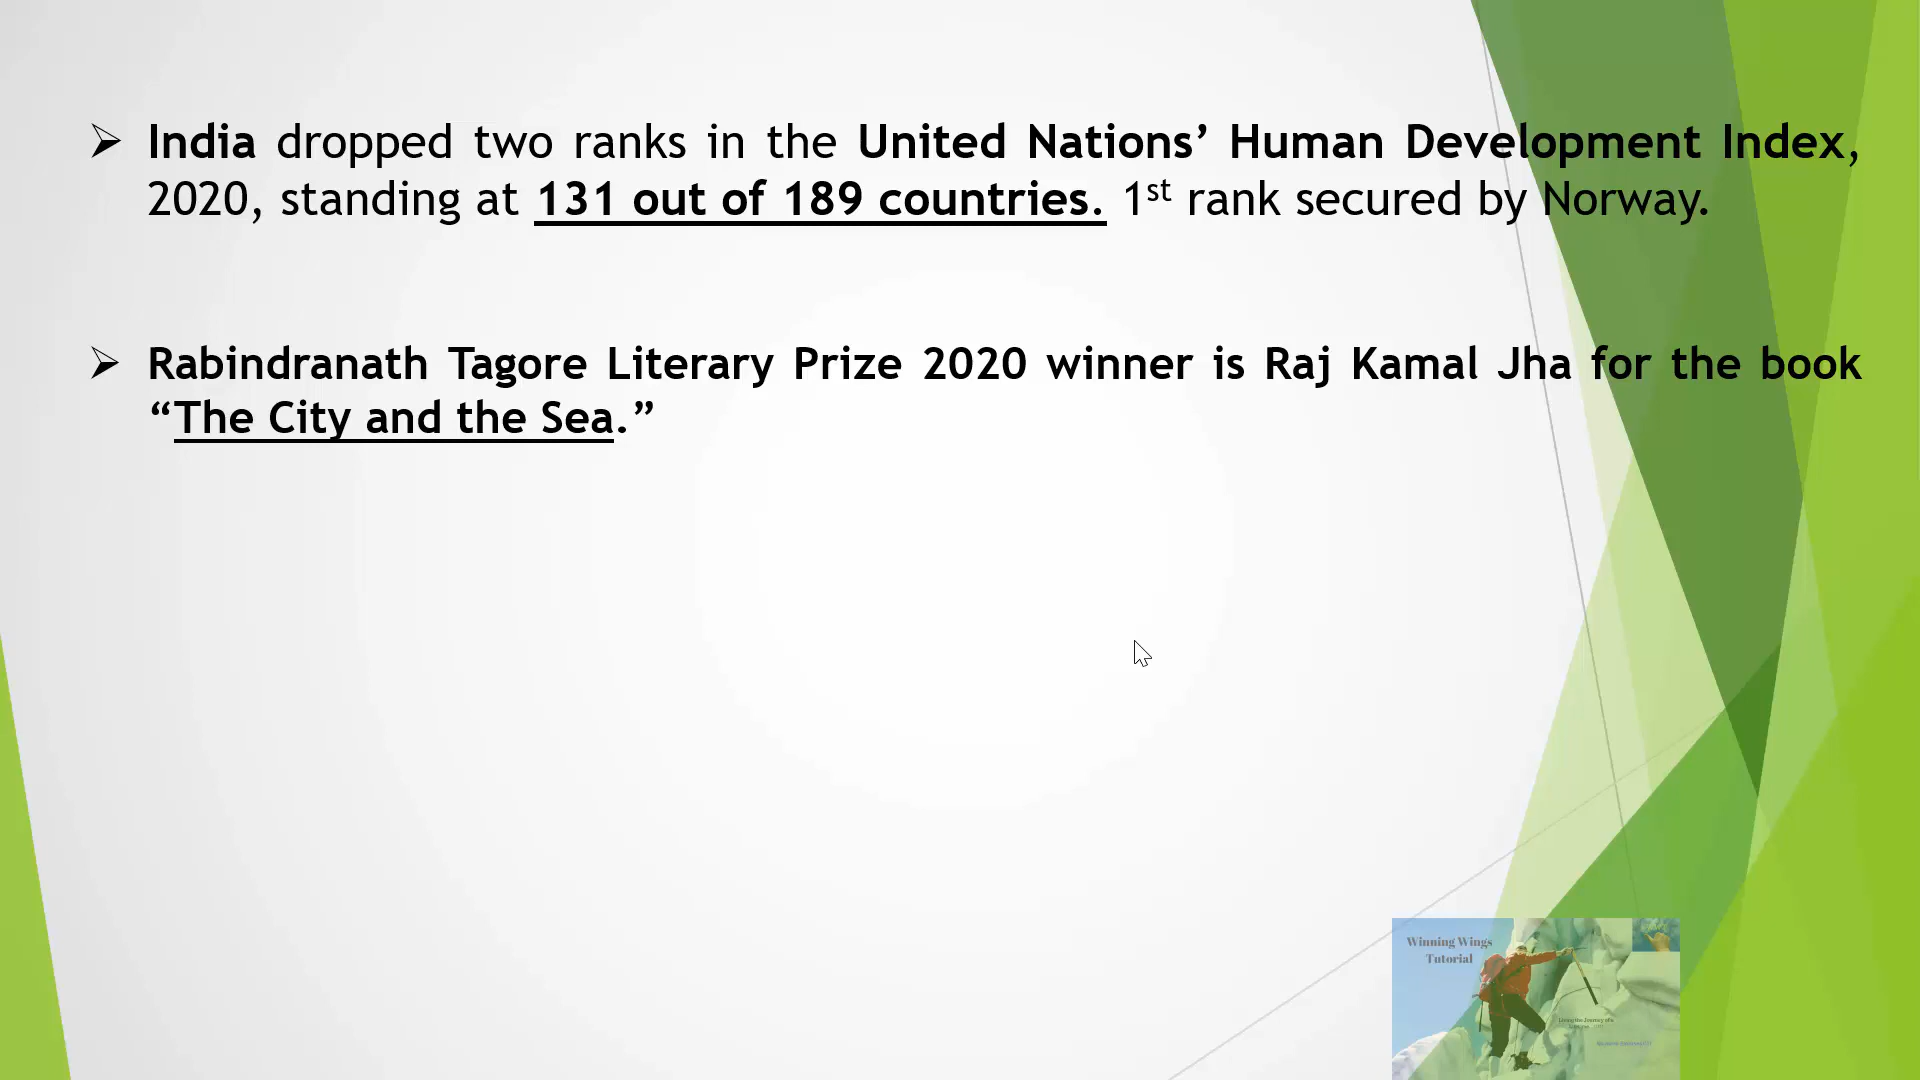 ➢ India dropped two ranks in the United Nations’ Human Development Index,
2020, standing at 131 out of 189 countries. 1st rank secured by Norway.
➢ Rabindranath Tagore Literary Prize 2020 winner is Raj Kamal Jha for the book
“The City and the Sea.”
Winning Wings
Tutorial